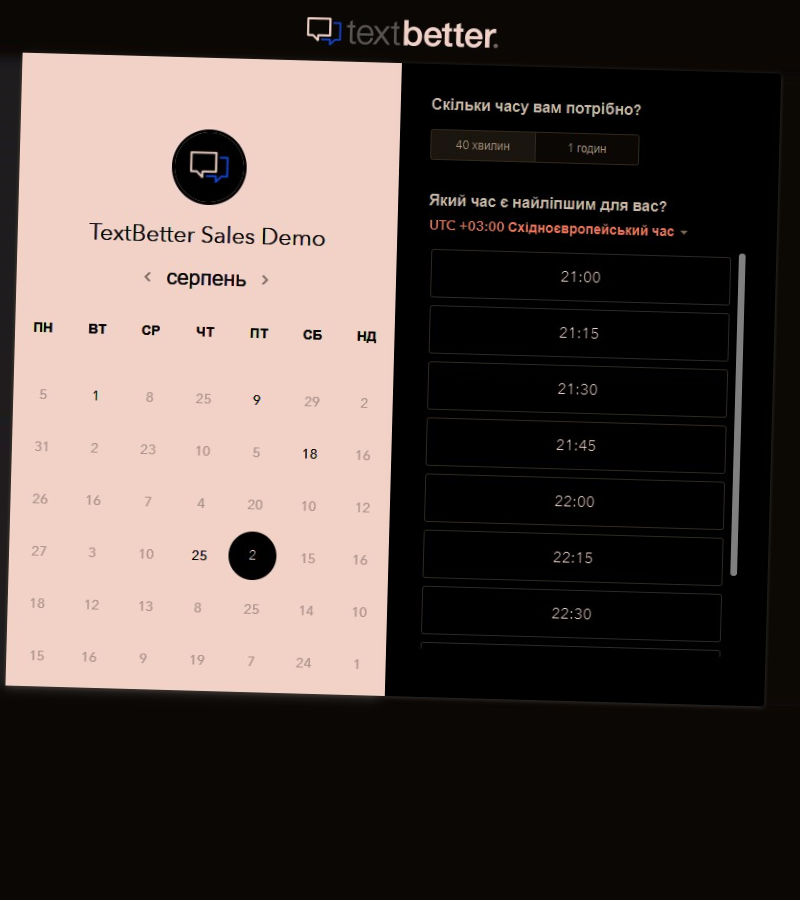 textbetter.
TextBetter Sales Demo
серпень
ПН ВТ СР ЧТ ПТ СБ НД
5 1 8 25 9 29 2
31 2 23 10 5 18 16
26 16 7 4 20 10 12
27 3 10 25 2 15 16
18 12 13 8 25 14 10
15 16 9 19 7 24 1
Скільки часу вам потрібно?
40 хвилин 1 годин
Який час є найліпшим для вас?
UTC +03:00 Східноєвропейський час
21:00
21:15
21:30
21:45
22:00
22:15
22:30